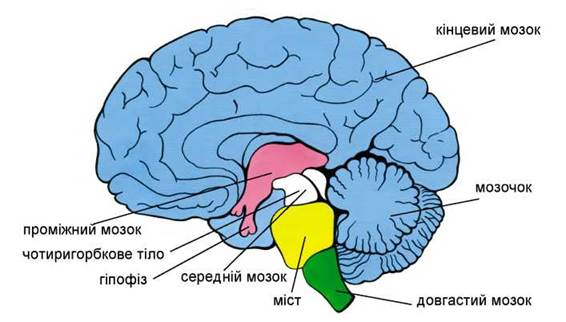 кінцевий мозок
мозочок
проміжний мозок
чотиригорбкове тіло
гіпофіз
середній мозок
міст
довгастий мозок